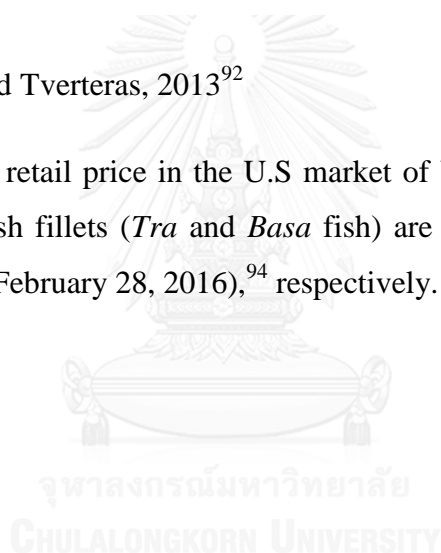 d Tverteras, 2013⁹²
retail price in the U.S market of
sh fillets (Tra and Basa fish) are
February 28, 2016),⁹⁴ respectively.
จุฬาลงกรณ์มหาวิทยาลัย
CHULALONGKORN UNIVERSITY